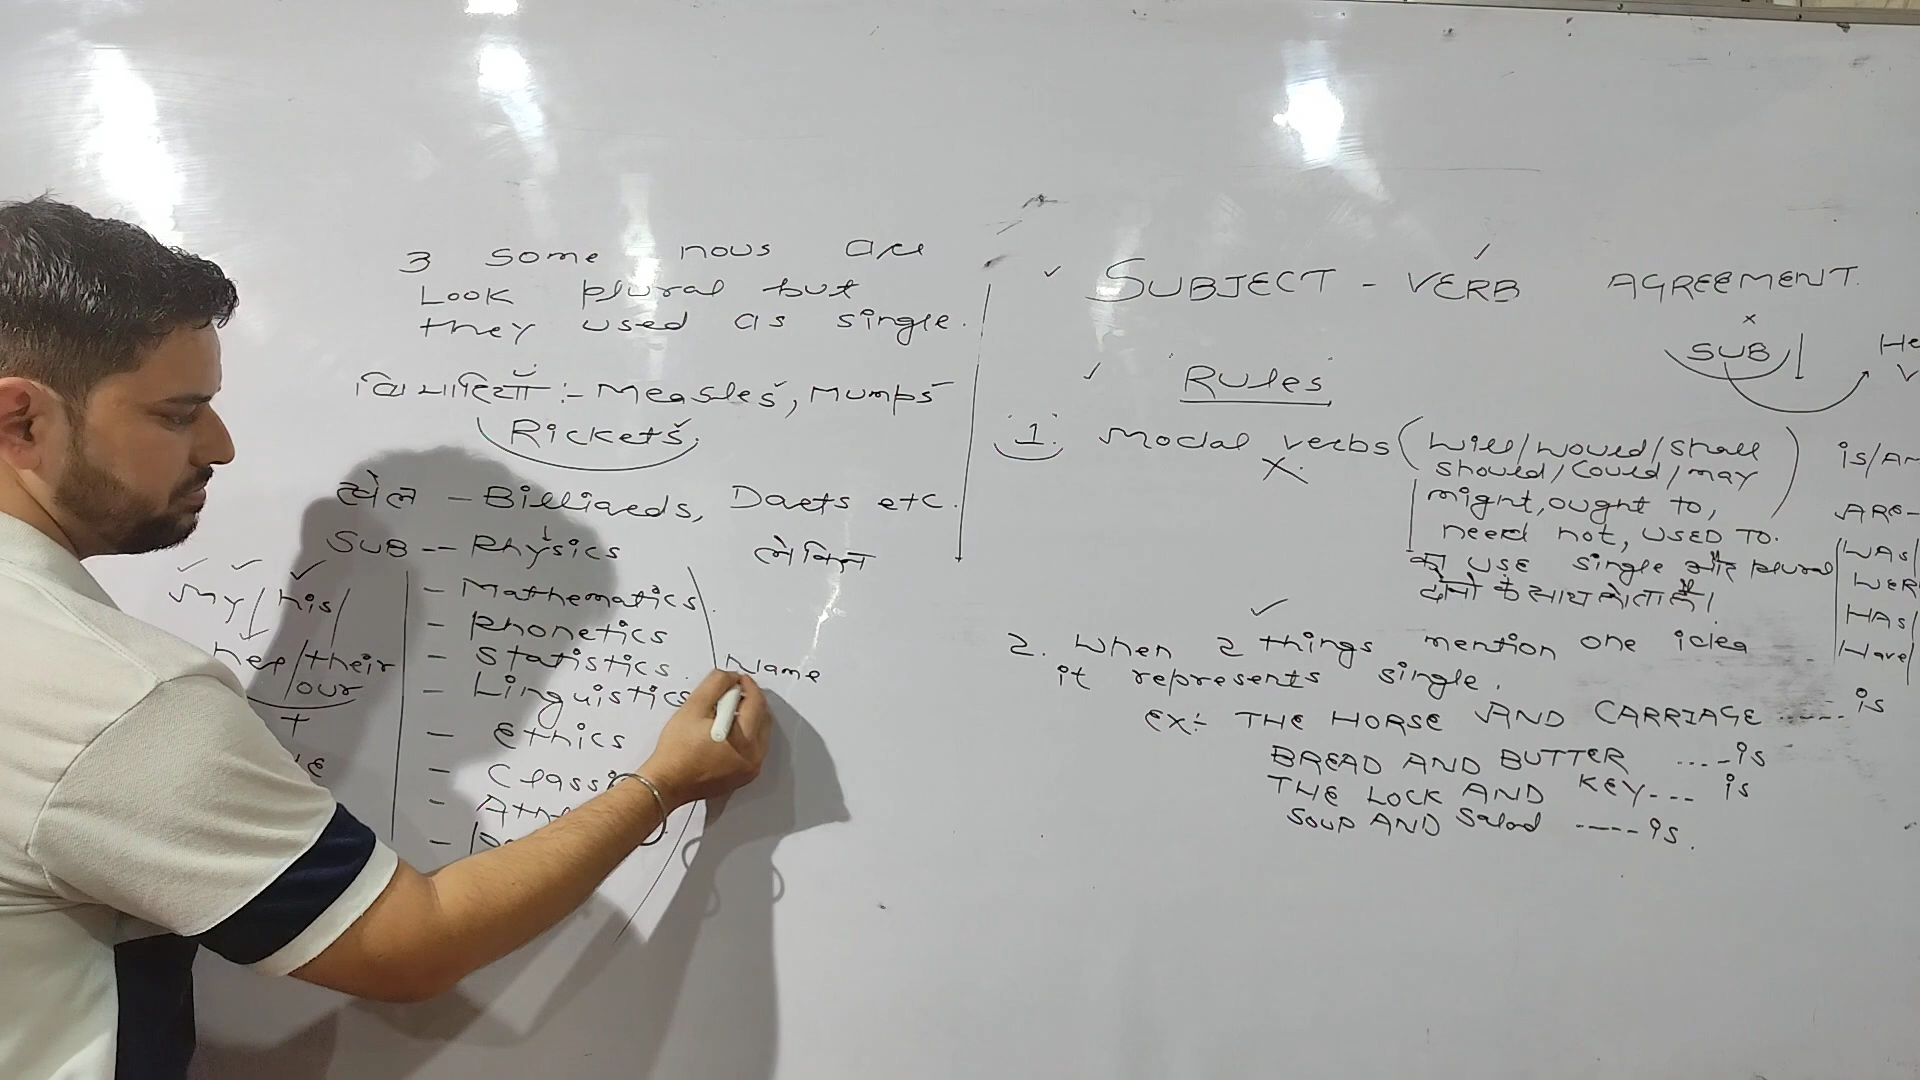 3 some nous are
Look plural but
they used as single.
बिमारियाँ :- Measles, Mumps
Rickets,
खेल - Billiards, Darts etc.
SUB -- Physics
लेकिन
- Mathematics.
- Phonetics
- Statistics.
- Linguistics
- Ethics
Name
My/his/
her/their
/our
+
SUBJECT - VERB AGREEMENT.
SUB
He
Rules
1. Modal verbs (will/would/shall
should/could/may
might, ought to,
need not, USED TO.
का use single और plural
दोनो के साथ होता है।
is/AM
ARE-
WAS/
WER
HAS/
Have/
2. When 2 things mention one idea
it represents single.
EX:- THE HORSE AND CARRIAGE ..... is
BREAD AND BUTTER ....is
THE LOCK AND KEY... is
SOUP AND Salad ----- is.